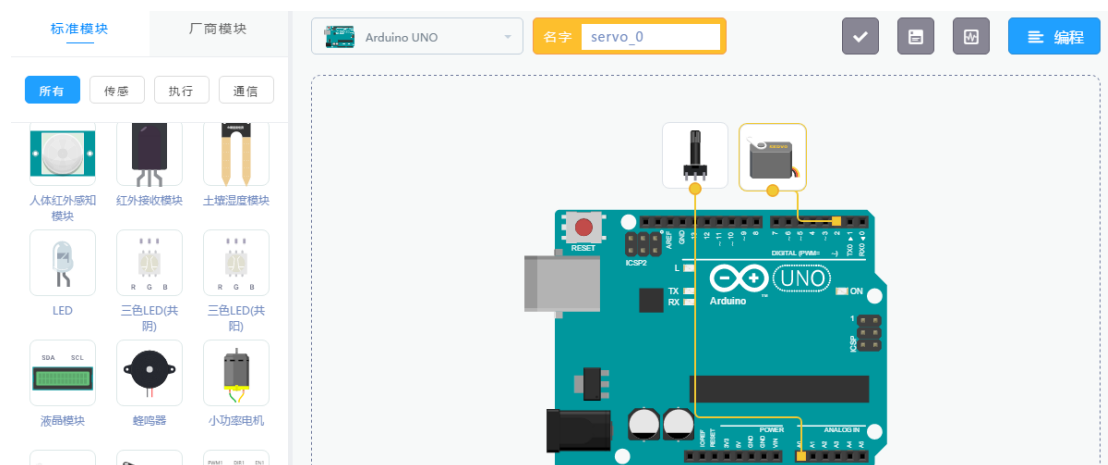 标准模块
厂商模块
Arduino UNO
名字
servo_0
编程
所有
传感
执行
通信
人体红外感知
模块
红外接收模块
土壤湿度模块
R G B
R G B
LED
三色LED(共
阴)
三色LED(共
阳)
SDA SCL
液晶模块
蜂鸣器
小功率电机
RESET
ICSP2
AREF
GND
13
12
~11
~10
~9
8
7
~6
~5
4
~3
2
TX0 ▸ 1
RX0 ◂ 0
DIGITAL (PWM= ~)
L
TX
RX
Arduino
UNO
ON
1
ICSP
POWER
ANALOG IN
IOREF
RESET
3V3
5V
GND
GND
VIN
A0
A1
A2
A3
A4
A5